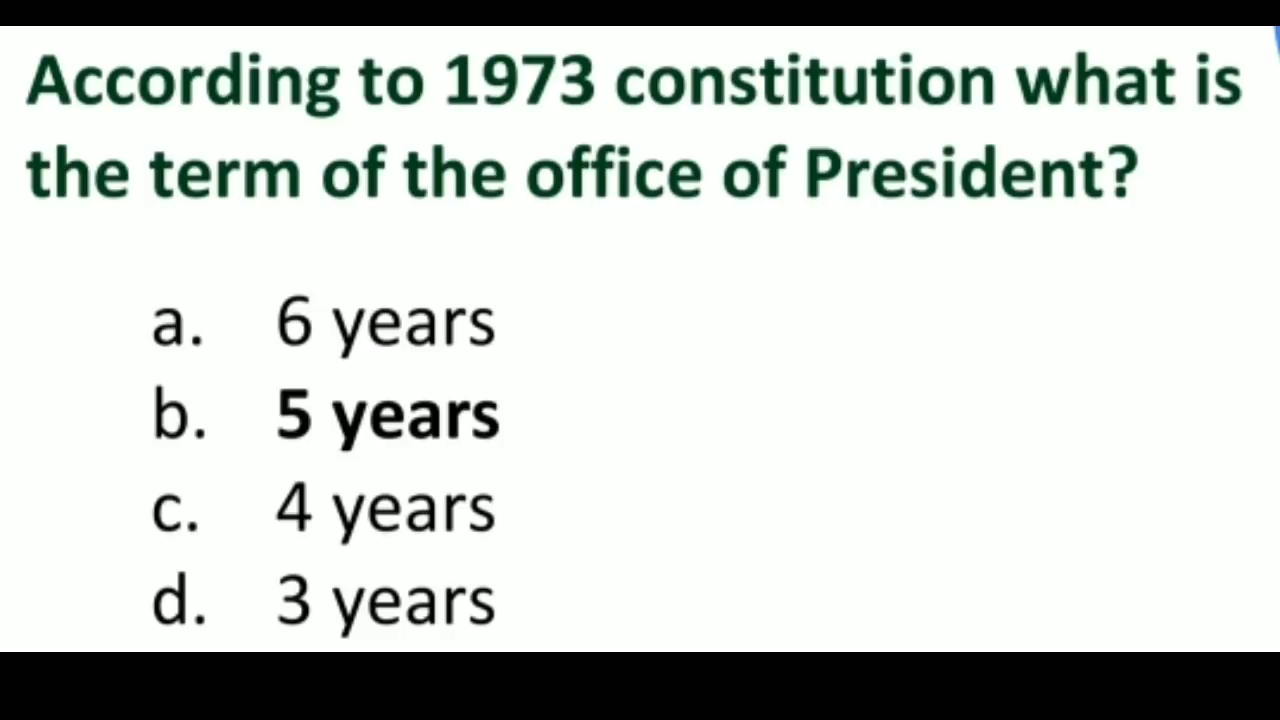 According to 1973 constitution what is
the term of the office of President?
a. 6 years
b. 5 years
c. 4 years
d. 3 years